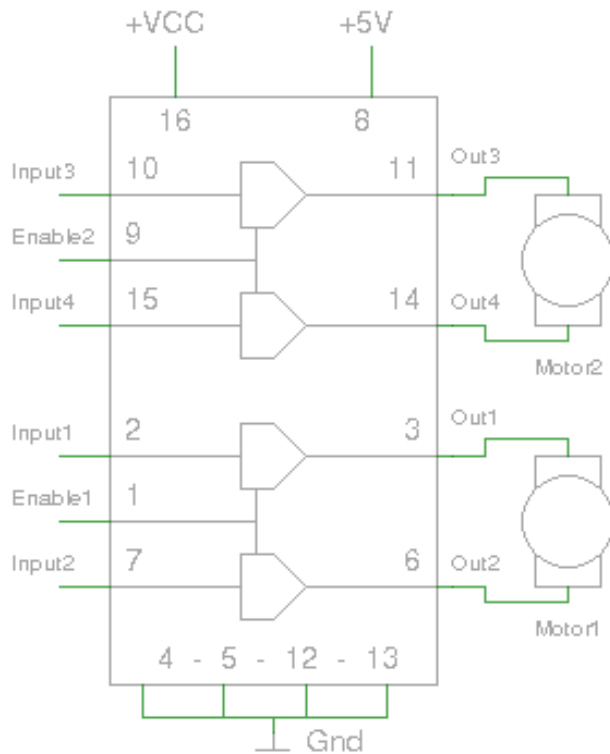 +VCC +5V
16 8
Input3 10 11 Out3
Enable2 9
Input4 15 14 Out4
Motor2
Input1 2 3 Out1
Enable1 1
Input2 7 6 Out2
Motor1
4 - 5 - 12 - 13
Gnd